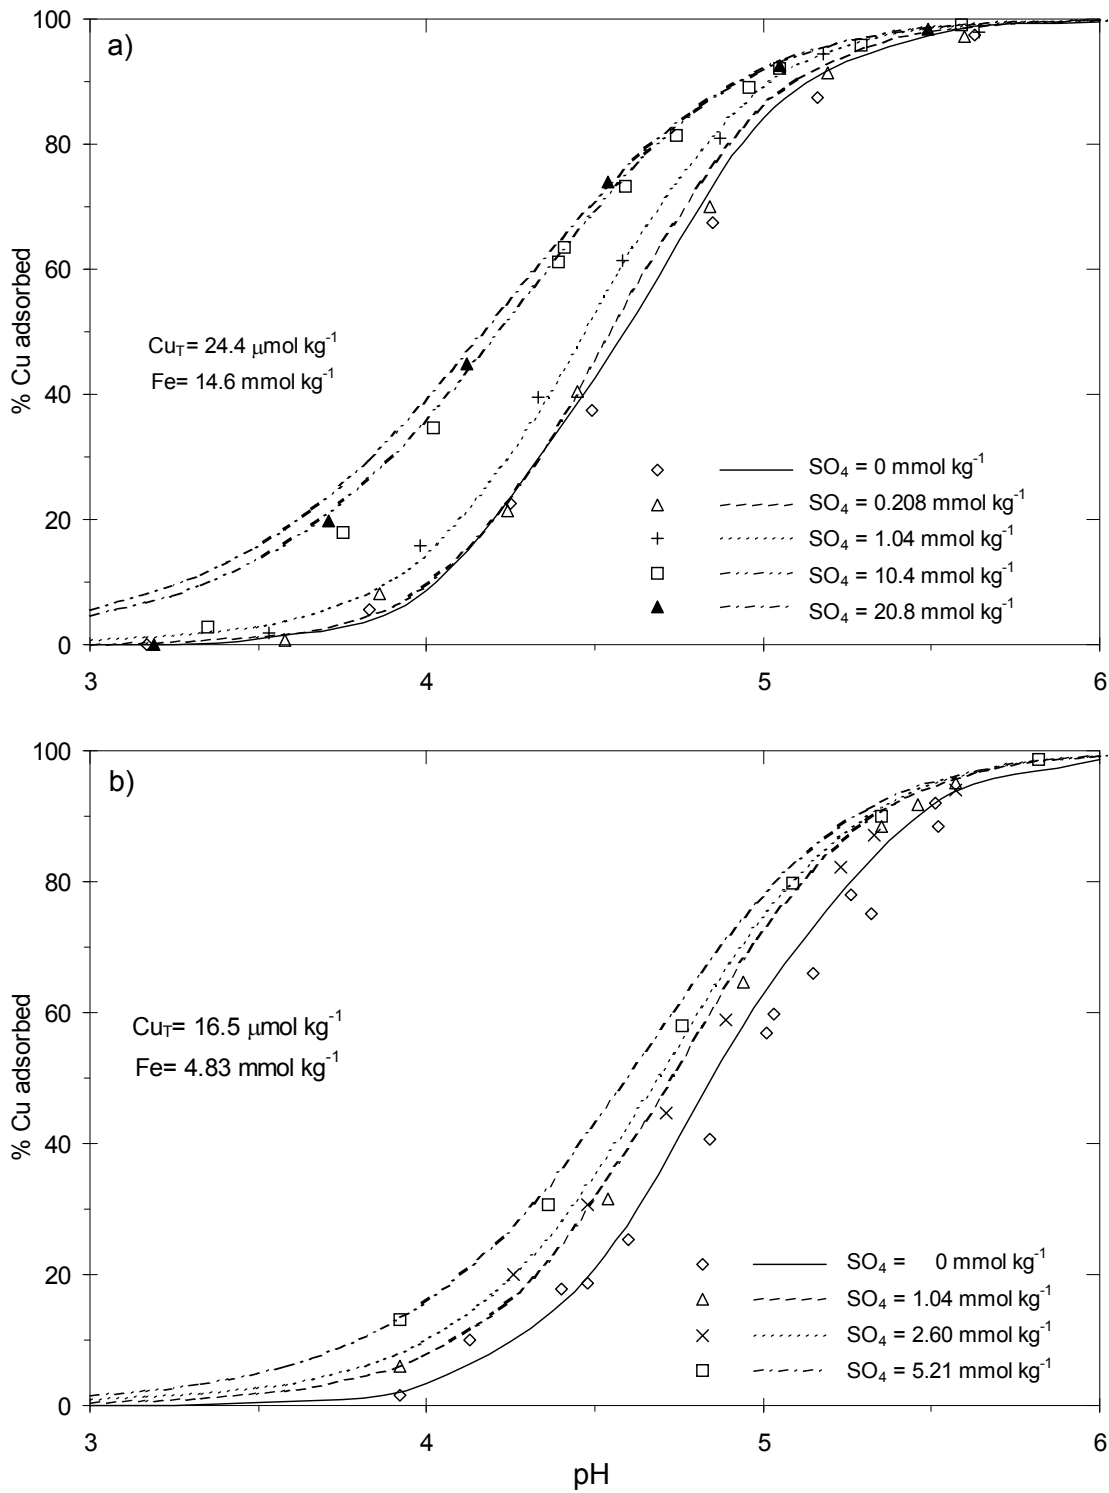 a)
100
80
60
40
20
0
% Cu adsorbed
Cu_T= 24.4 μmol kg⁻¹
Fe= 14.6 mmol kg⁻¹
SO₄ = 0 mmol kg⁻¹
SO₄ = 0.208 mmol kg⁻¹
SO₄ = 1.04 mmol kg⁻¹
SO₄ = 10.4 mmol kg⁻¹
SO₄ = 20.8 mmol kg⁻¹
3 4 5 6
b)
100
80
60
40
20
0
% Cu adsorbed
Cu_T= 16.5 μmol kg⁻¹
Fe= 4.83 mmol kg⁻¹
SO₄ = 0 mmol kg⁻¹
SO₄ = 1.04 mmol kg⁻¹
SO₄ = 2.60 mmol kg⁻¹
SO₄ = 5.21 mmol kg⁻¹
3 4 5 6
pH